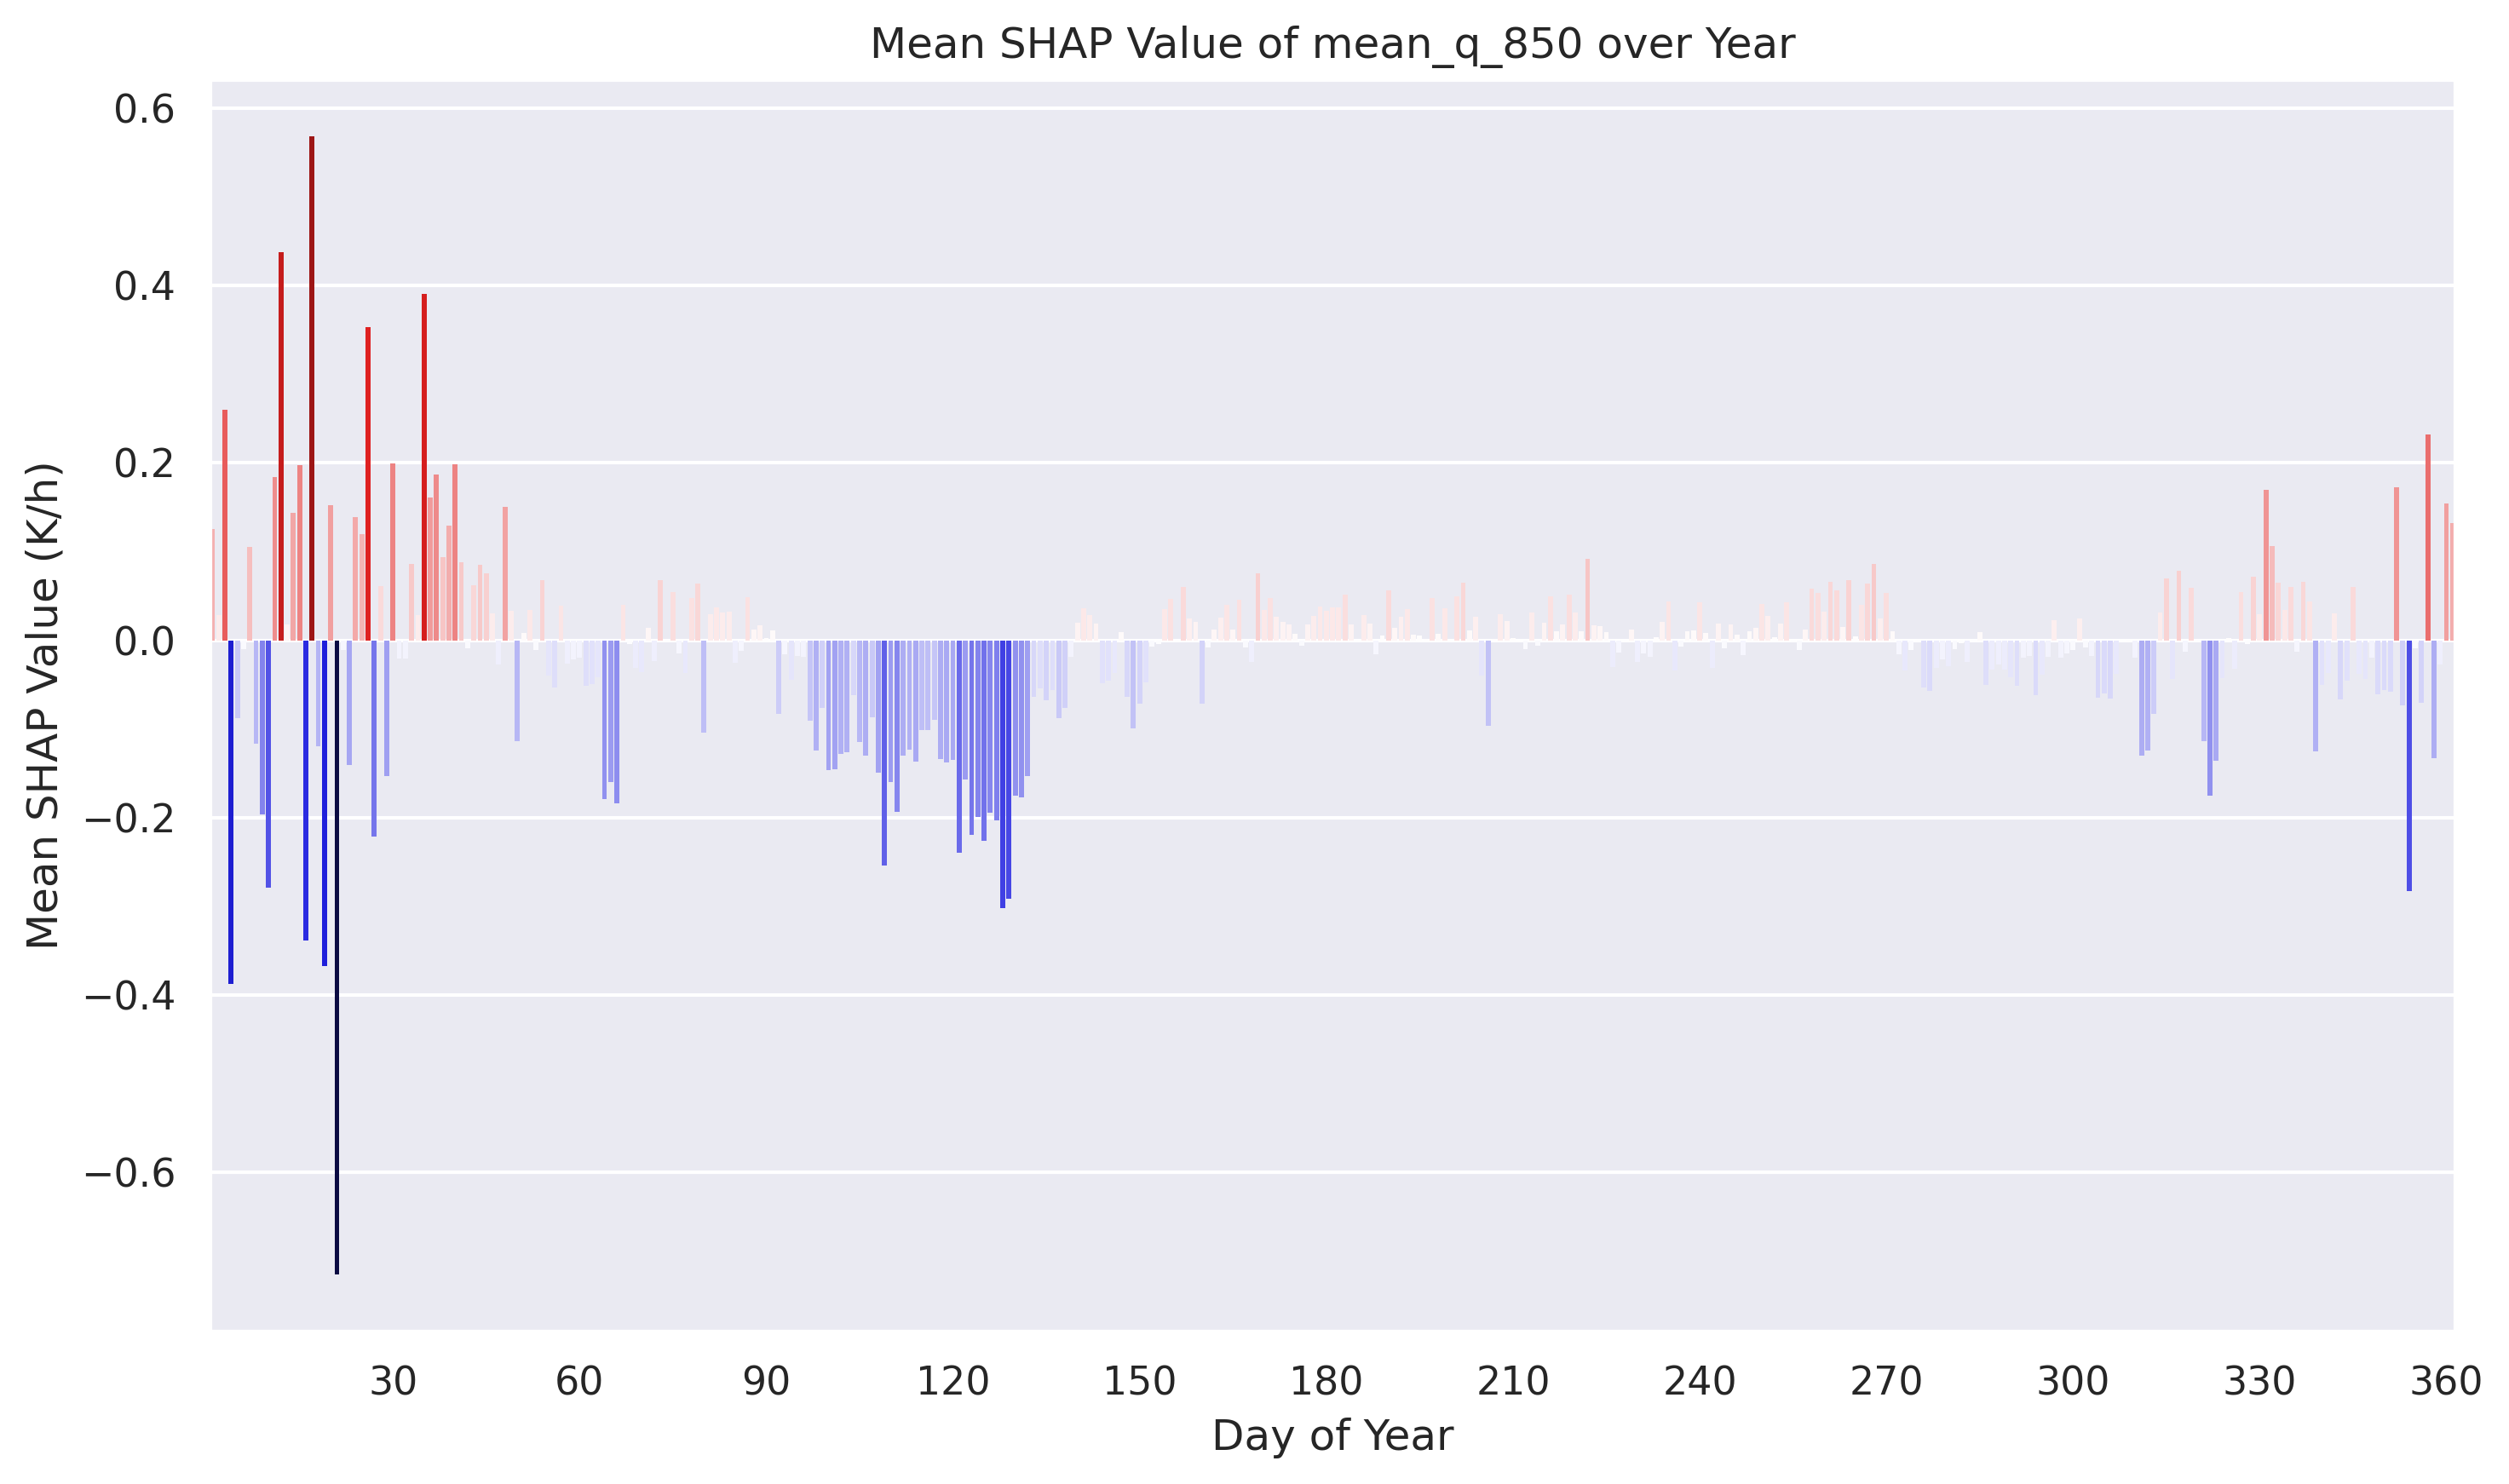 Mean SHAP Value of mean_q_850 over Year
Mean SHAP Value (K/h)
0.6
0.4
0.2
0.0
−0.2
−0.4
−0.6
30 60 90 120 150 180 210 240 270 300 330 360
Day of Year